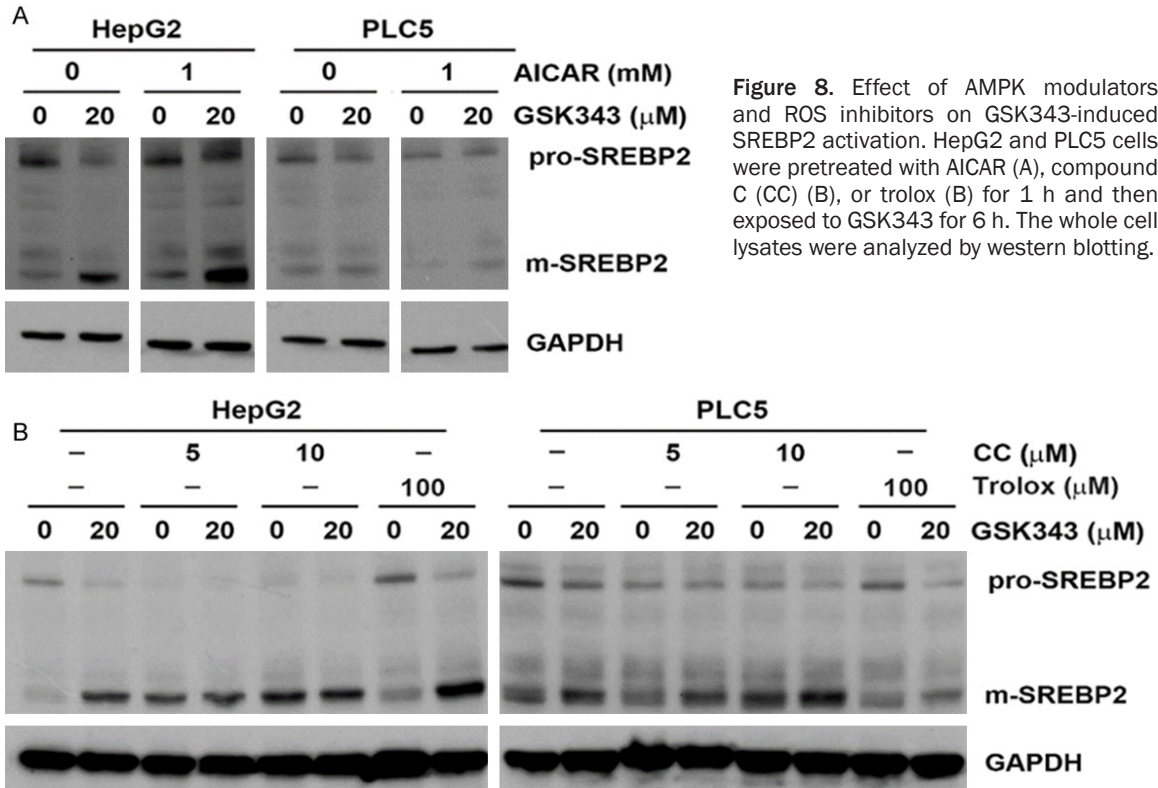 A
HepG2 PLC5
0 1 0 1 AICAR (mM)
0 20 0 20 0 20 0 20 GSK343 (μM)
pro-SREBP2
m-SREBP2
GAPDH
Figure 8. Effect of AMPK modulators
and ROS inhibitors on GSK343-induced
SREBP2 activation. HepG2 and PLC5 cells
were pretreated with AICAR (A), compound
C (CC) (B), or trolox (B) for 1 h and then
exposed to GSK343 for 6 h. The whole cell
lysates were analyzed by western blotting.
B
HepG2 PLC5
– 5 10 – – 5 10 – CC (μM)
– – – 100 – – – 100 Trolox (μM)
0 20 0 20 0 20 0 20 0 20 0 20 0 20 0 20 GSK343 (μM)
pro-SREBP2
m-SREBP2
GAPDH